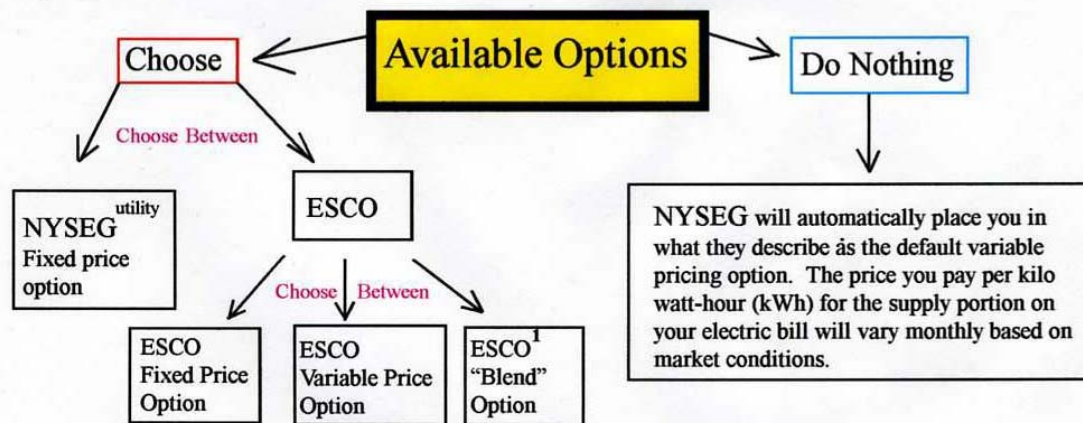 Available Options
Choose
Do Nothing
Choose Between
NYSEG utility
Fixed price
option
ESCO
Choose Between
ESCO
Fixed Price
Option
ESCO
Variable Price
Option
ESCO1
“Blend”
Option
NYSEG will automatically place you in
what they describe as the default variable
pricing option. The price you pay per kilo
watt-hour (kWh) for the supply portion on
your electric bill will vary monthly based on
market conditions.